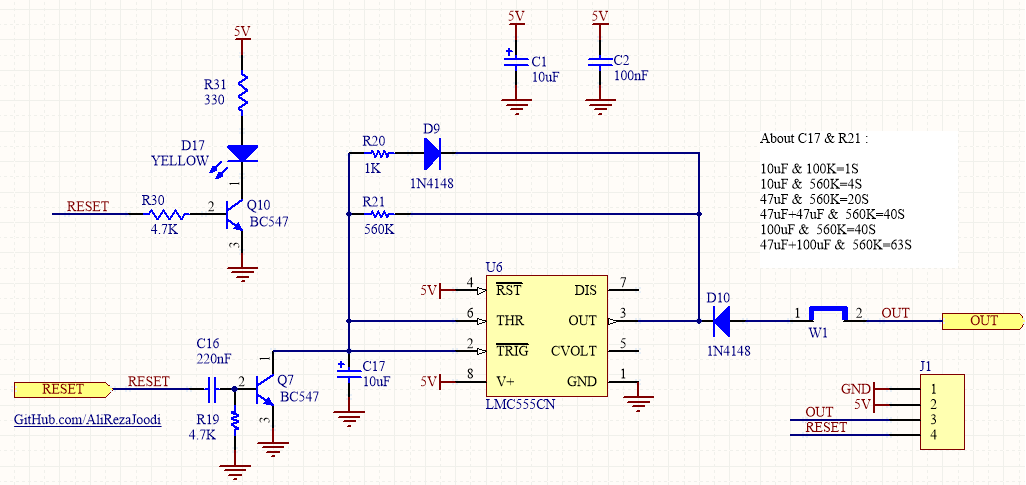 5V
R31
330
D17
YELLOW
1
RESET
R30
4.7K
2
Q10
BC547
3
5V
C1
10uF
5V
C2
100nF
R20
1K
D9
1N4148
R21
560K
About C17 & R21 :
10uF & 100K=1S
10uF &  560K=4S
47uF &  560K=20S
47uF+47uF &  560K=40S
100uF &  560K=40S
47uF+100uF &  560K=63S
U6
5V 4 RST DIS 7
6 THR OUT 3
2 TRIG CVOLT 5
5V 8 V+ GND 1
LMC555CN
D10
1N4148
1 2
W1
OUT
OUT
C16
220nF
1
RESET
RESET
2
Q7
BC547
3
C17
10uF
R19
4.7K
GitHub.com/AliRezaJoodi
J1
GND 1
5V 2
OUT 3
RESET 4